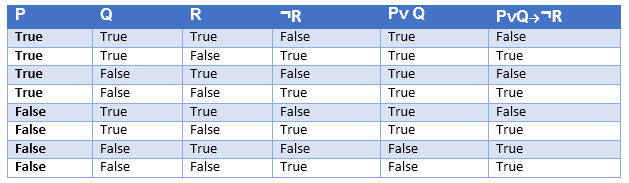 P Q R ¬R Pv Q PvQ→¬R
True True True False True False
True True False True True True
True False True False True False
True False False True True True
False True True False True False
False True False True True True
False False True False False True
False False False True False True